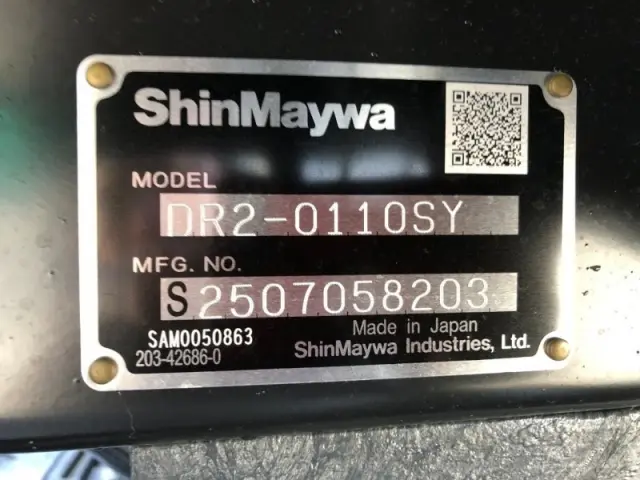 ShinMaywa
MODEL
DR2-0110SY
MFG. NO.
S2507058203
SAM0050863
203-42686-0
Made in Japan
ShinMaywa Industries, Ltd.